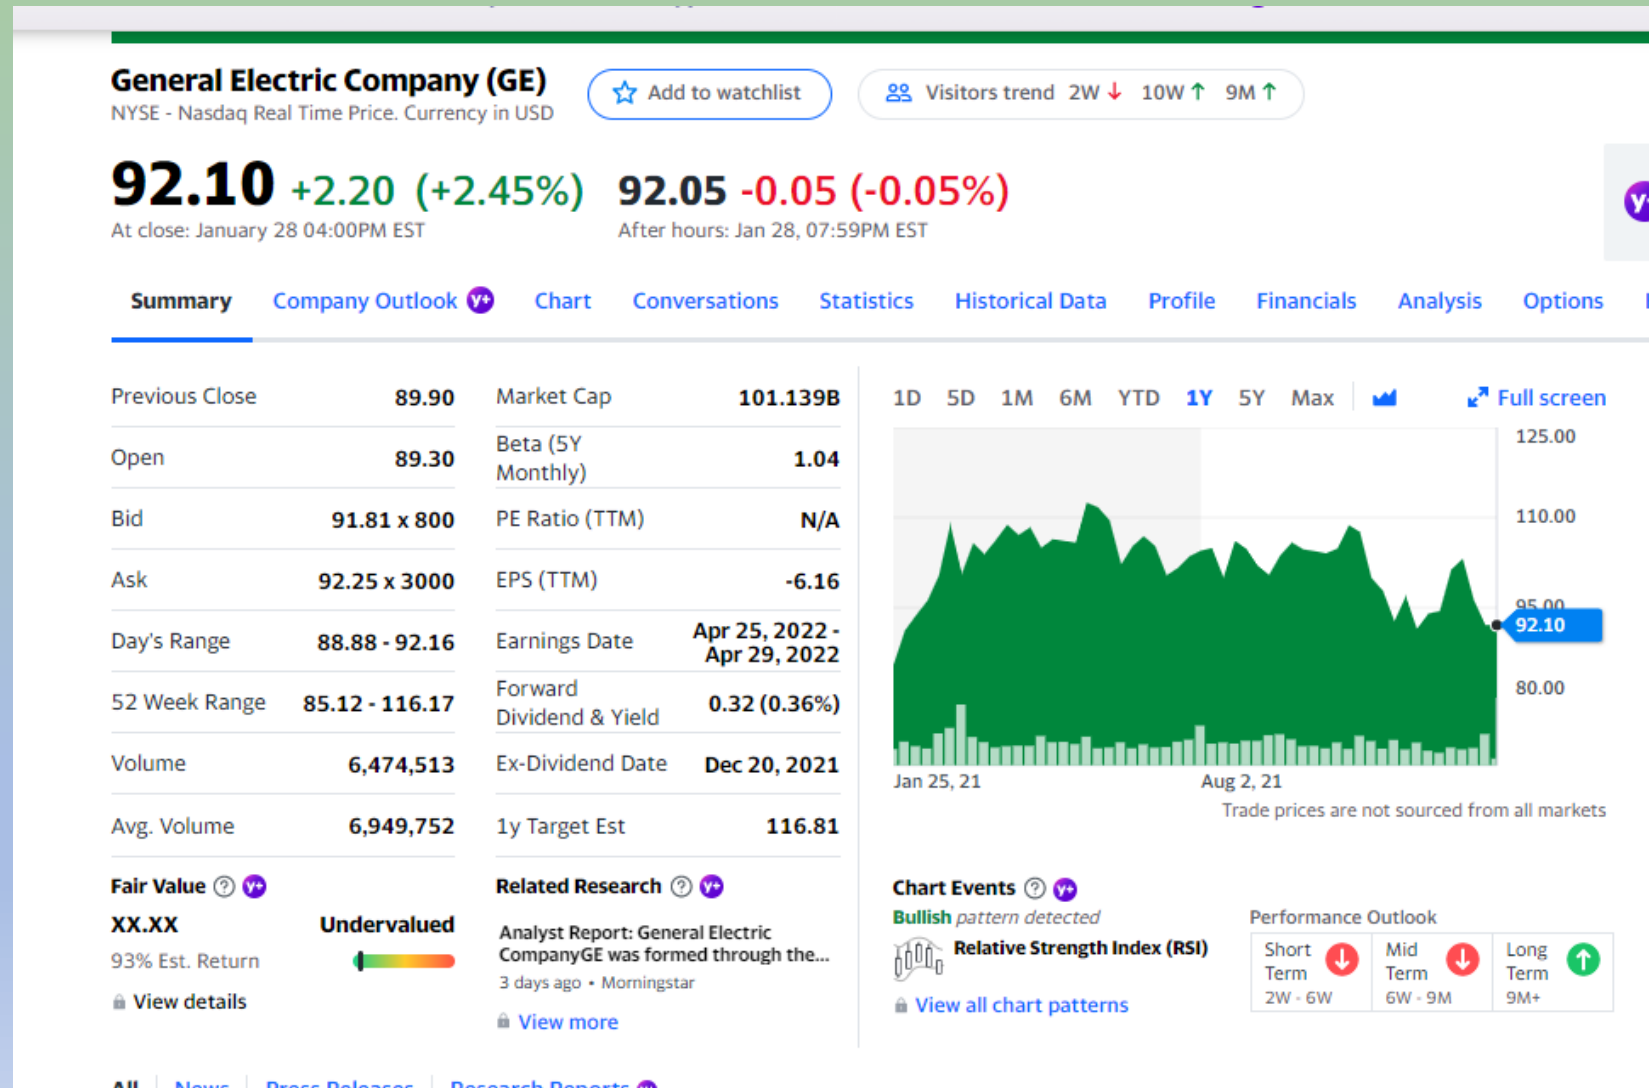 General Electric Company (GE)
Add to watchlist
Visitors trend 2W ↓ 10W ↑ 9M ↑
NYSE - Nasdaq Real Time Price. Currency in USD
92.10 +2.20 (+2.45%) 92.05 -0.05 (-0.05%)
At close: January 28 04:00PM EST
After hours: Jan 28, 07:59PM EST
Summary Company Outlook Y+ Chart Conversations Statistics Historical Data Profile Financials Analysis Options
Previous Close 89.90
Open 89.30
Bid 91.81 x 800
Ask 92.25 x 3000
Day's Range 88.88 - 92.16
52 Week Range 85.12 - 116.17
Volume 6,474,513
Avg. Volume 6,949,752
Market Cap 101.139B
Beta (5Y
Monthly) 1.04
PE Ratio (TTM) N/A
EPS (TTM) -6.16
Earnings Date Apr 25, 2022 -
Apr 29, 2022
Forward
Dividend & Yield 0.32 (0.36%)
Ex-Dividend Date Dec 20, 2021
1y Target Est 116.81
1D 5D 1M 6M YTD 1Y 5Y Max Full screen
125.00
110.00
95.00
92.10
80.00
Jan 25, 21 Aug 2, 21
Trade prices are not sourced from all markets
Fair Value ? Y+
XX.XX Undervalued
93% Est. Return
View details
Related Research ? Y+
Analyst Report: General Electric
CompanyGE was formed through the...
3 days ago • Morningstar
View more
Chart Events ? Y+
Bullish pattern detected
Relative Strength Index (RSI)
View all chart patterns
Performance Outlook
Short
Term
2W - 6W
Mid
Term
6W - 9M
Long
Term
9M+
All News Press Releases Research Reports